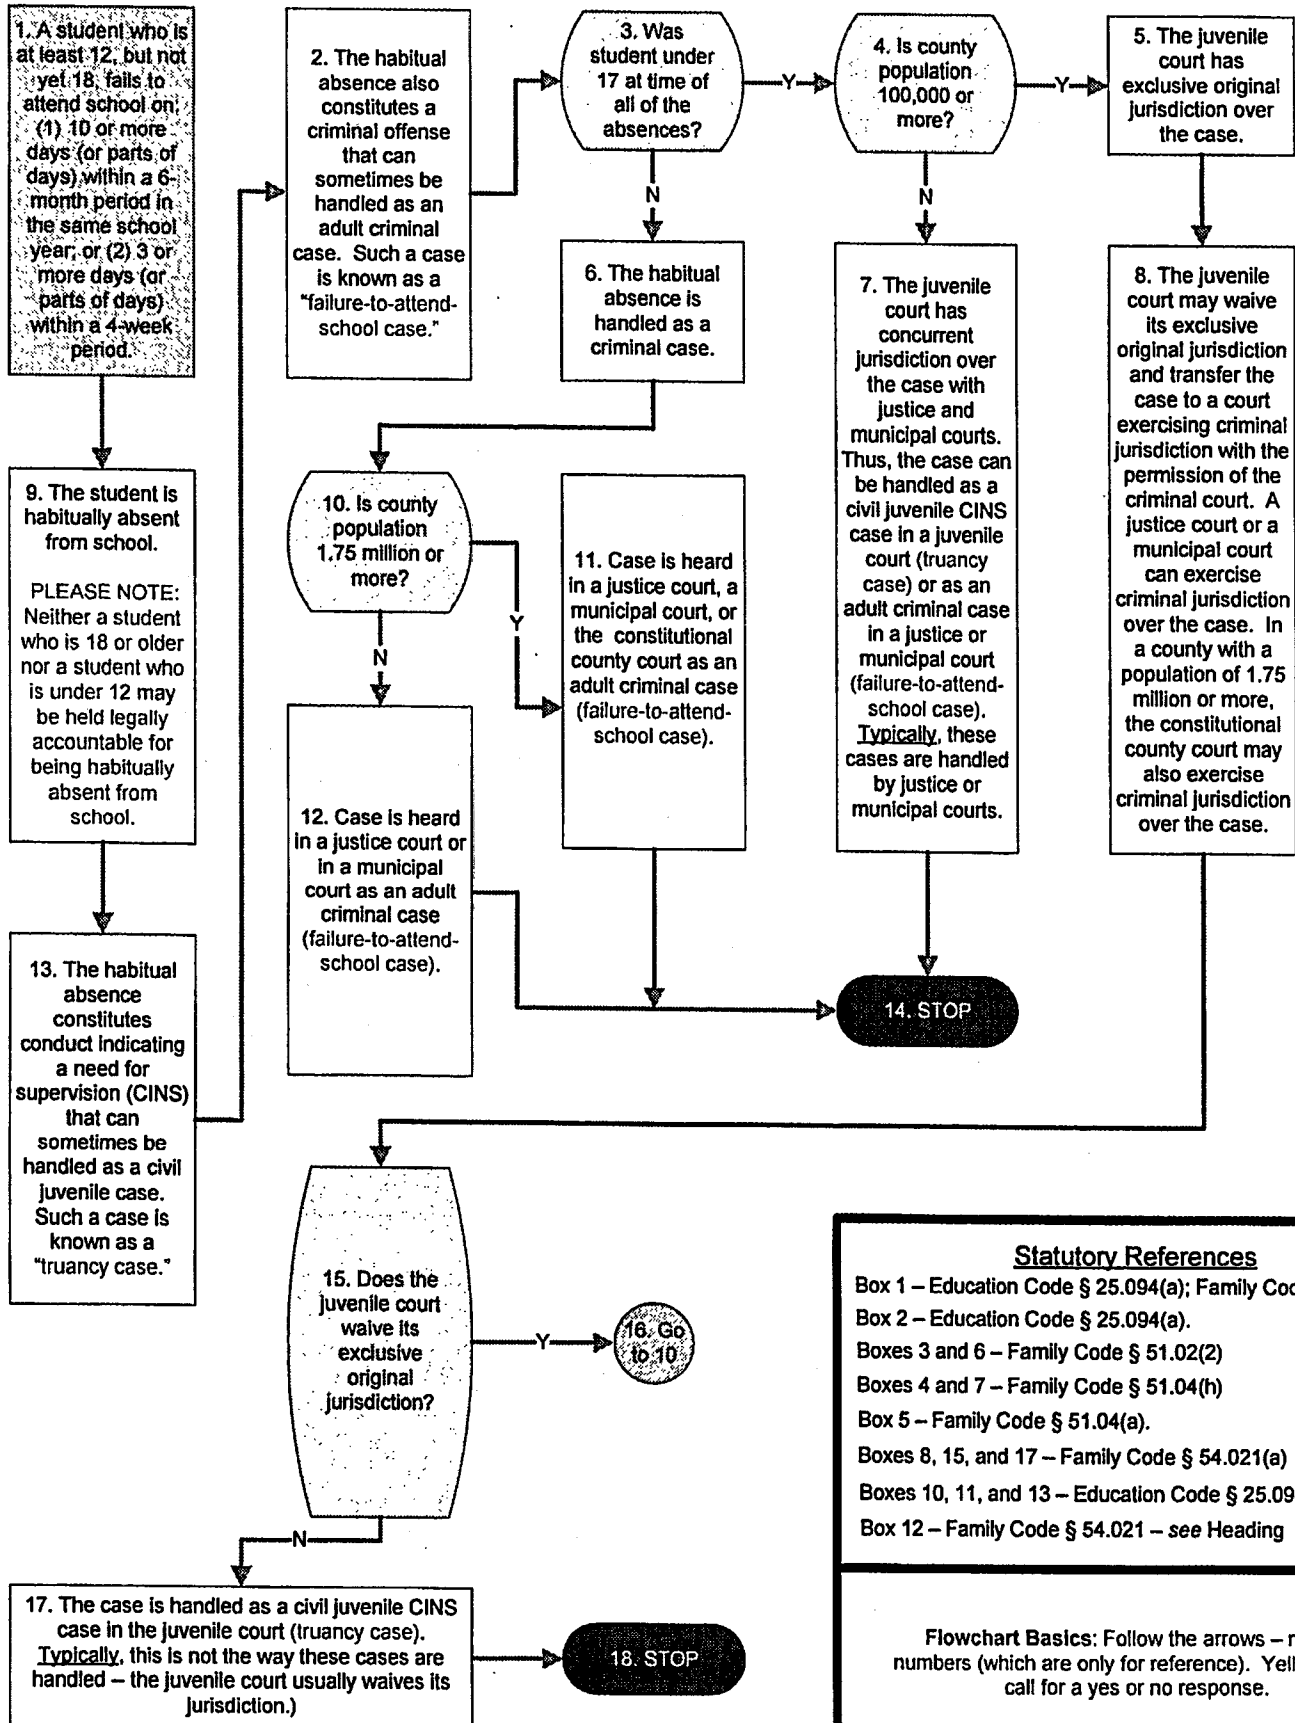 1. A student who is
at least 12, but not
yet 18, fails to
attend school on:
(1) 10 or more
days (or parts of
days) within a 6-
month period in
the same school
year; or (2) 3 or
more days (or
parts of days)
within a 4-week
period.
2. The habitual
absence also
constitutes a
criminal offense
that can
sometimes be
handled as an
adult criminal
case. Such a case
is known as a
"failure-to-attend-
school case."
3. Was
student under
17 at time of
all of the
absences?
Y
N
4. Is county
population
100,000 or
more?
Y
N
5. The juvenile
court has
exclusive original
jurisdiction over
the case.
6. The habitual
absence is
handled as a
criminal case.
7. The juvenile
court has
concurrent
jurisdiction over
the case with
justice and
municipal courts.
Thus, the case can
be handled as a
civil juvenile CINS
case in a juvenile
court (truancy
case) or as an
adult criminal case
in a justice or
municipal court
(failure-to-attend-
school case).
Typically, these
cases are handled
by justice or
municipal courts.
8. The juvenile
court may waive
its exclusive
original jurisdiction
and transfer the
case to a court
exercising criminal
jurisdiction with the
permission of the
criminal court. A
justice court or a
municipal court
can exercise
criminal jurisdiction
over the case. In
a county with a
population of 1.75
million or more,
the constitutional
county court may
also exercise
criminal jurisdiction
over the case.
9. The student is
habitually absent
from school.
PLEASE NOTE:
Neither a student
who is 18 or older
nor a student who
is under 12 may
be held legally
accountable for
being habitually
absent from
school.
10. Is county
population
1.75 million or
more?
Y
N
11. Case is heard
in a justice court, a
municipal court, or
the constitutional
county court as an
adult criminal case
(failure-to-attend-
school case).
12. Case is heard
in a justice court or
in a municipal
court as an adult
criminal case
(failure-to-attend-
school case).
13. The habitual
absence
constitutes
conduct indicating
a need for
supervision (CINS)
that can
sometimes be
handled as a civil
juvenile case.
Such a case is
known as a
"truancy case."
14. STOP
15. Does the
juvenile court
waive its
exclusive
original
jurisdiction?
Y
N
16. Go
to 10
17. The case is handled as a civil juvenile CINS
case in the juvenile court (truancy case).
Typically, this is not the way these cases are
handled – the juvenile court usually waives its
jurisdiction.)
18. STOP
Statutory References
Box 1 – Education Code § 25.094(a); Family
Box 2 – Education Code § 25.094(a).
Boxes 3 and 6 – Family Code § 51.02(2)
Boxes 4 and 7 – Family Code § 51.04(h)
Box 5 – Family Code § 51.04(a).
Boxes 8, 15, and 17 – Family Code § 54.021(a)
Boxes 10, 11, and 13 – Education Code §
Box 12 – Family Code § 54.021 – see Heading
Flowchart Basics: Follow the arrows –
numbers (which are only for reference).
call for a yes or no response.